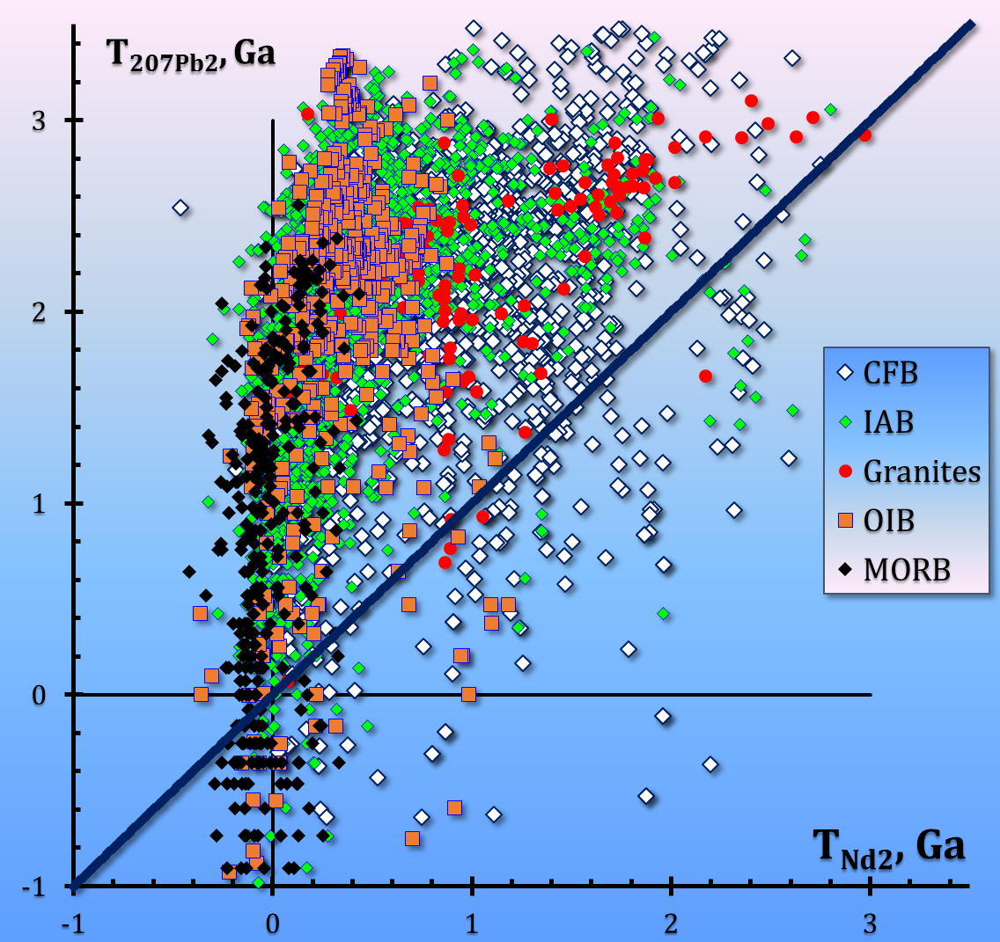 T207Pb2, Ga
3
2
1
0
-1
CFB
IAB
Granites
OIB
MORB
TNd2, Ga
-1 0 1 2 3